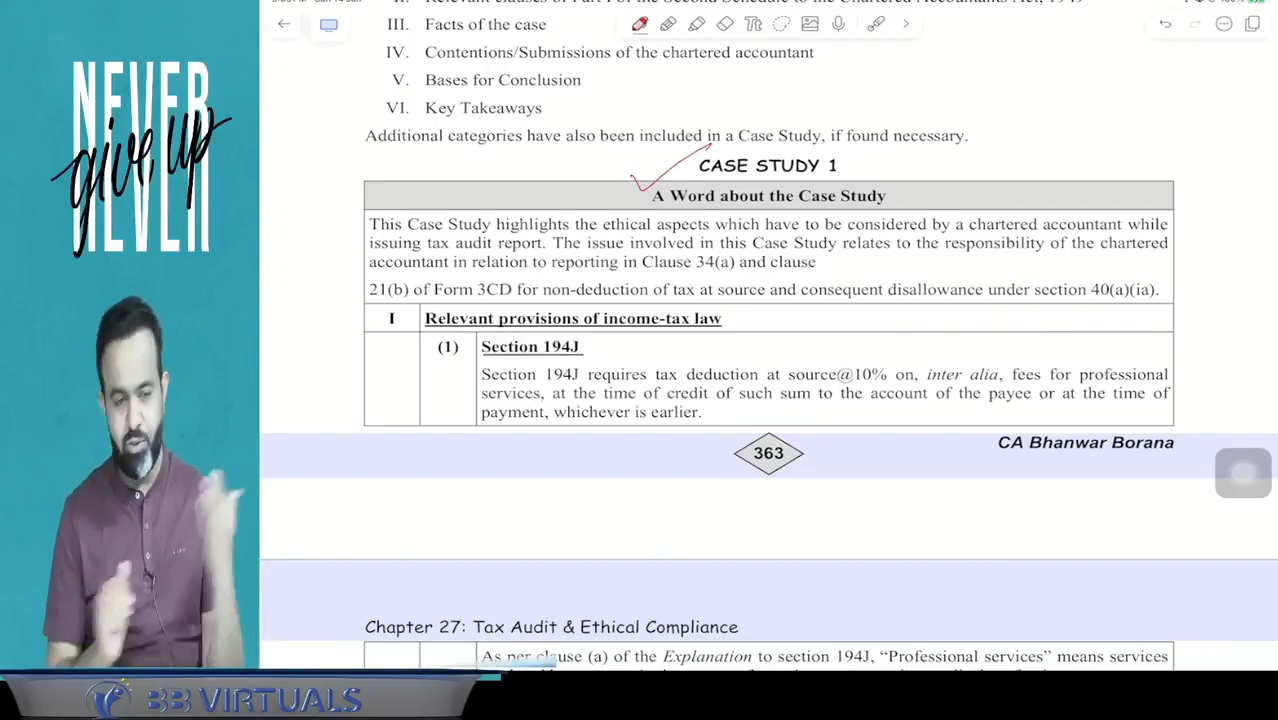 III. Facts of the case
IV. Contentions/Submissions of the chartered accountant
V. Bases for Conclusion
VI. Key Takeaways
Additional categories have also been included in a Case Study, if found necessary.
CASE STUDY 1
A Word about the Case Study
This Case Study highlights the ethical aspects which have to be considered by a chartered accountant while
issuing tax audit report. The issue involved in this Case Study relates to the responsibility of the chartered
accountant in relation to reporting in Clause 34(a) and clause
21(b) of Form 3CD for non-deduction of tax at source and consequent disallowance under section 40(a)(ia).
I Relevant provisions of income-tax law
(1) Section 194J
Section 194J requires tax deduction at source@10% on, inter alia, fees for professional
services, at the time of credit of such sum to the account of the payee or at the time of
payment, whichever is earlier.
363
CA Bhanwar Borana
Chapter 27: Tax Audit & Ethical Compliance
As per clause (a) of the Explanation to section 194J, “Professional services” means services
NEVER
give up
NEVER
BB VIRTUALS